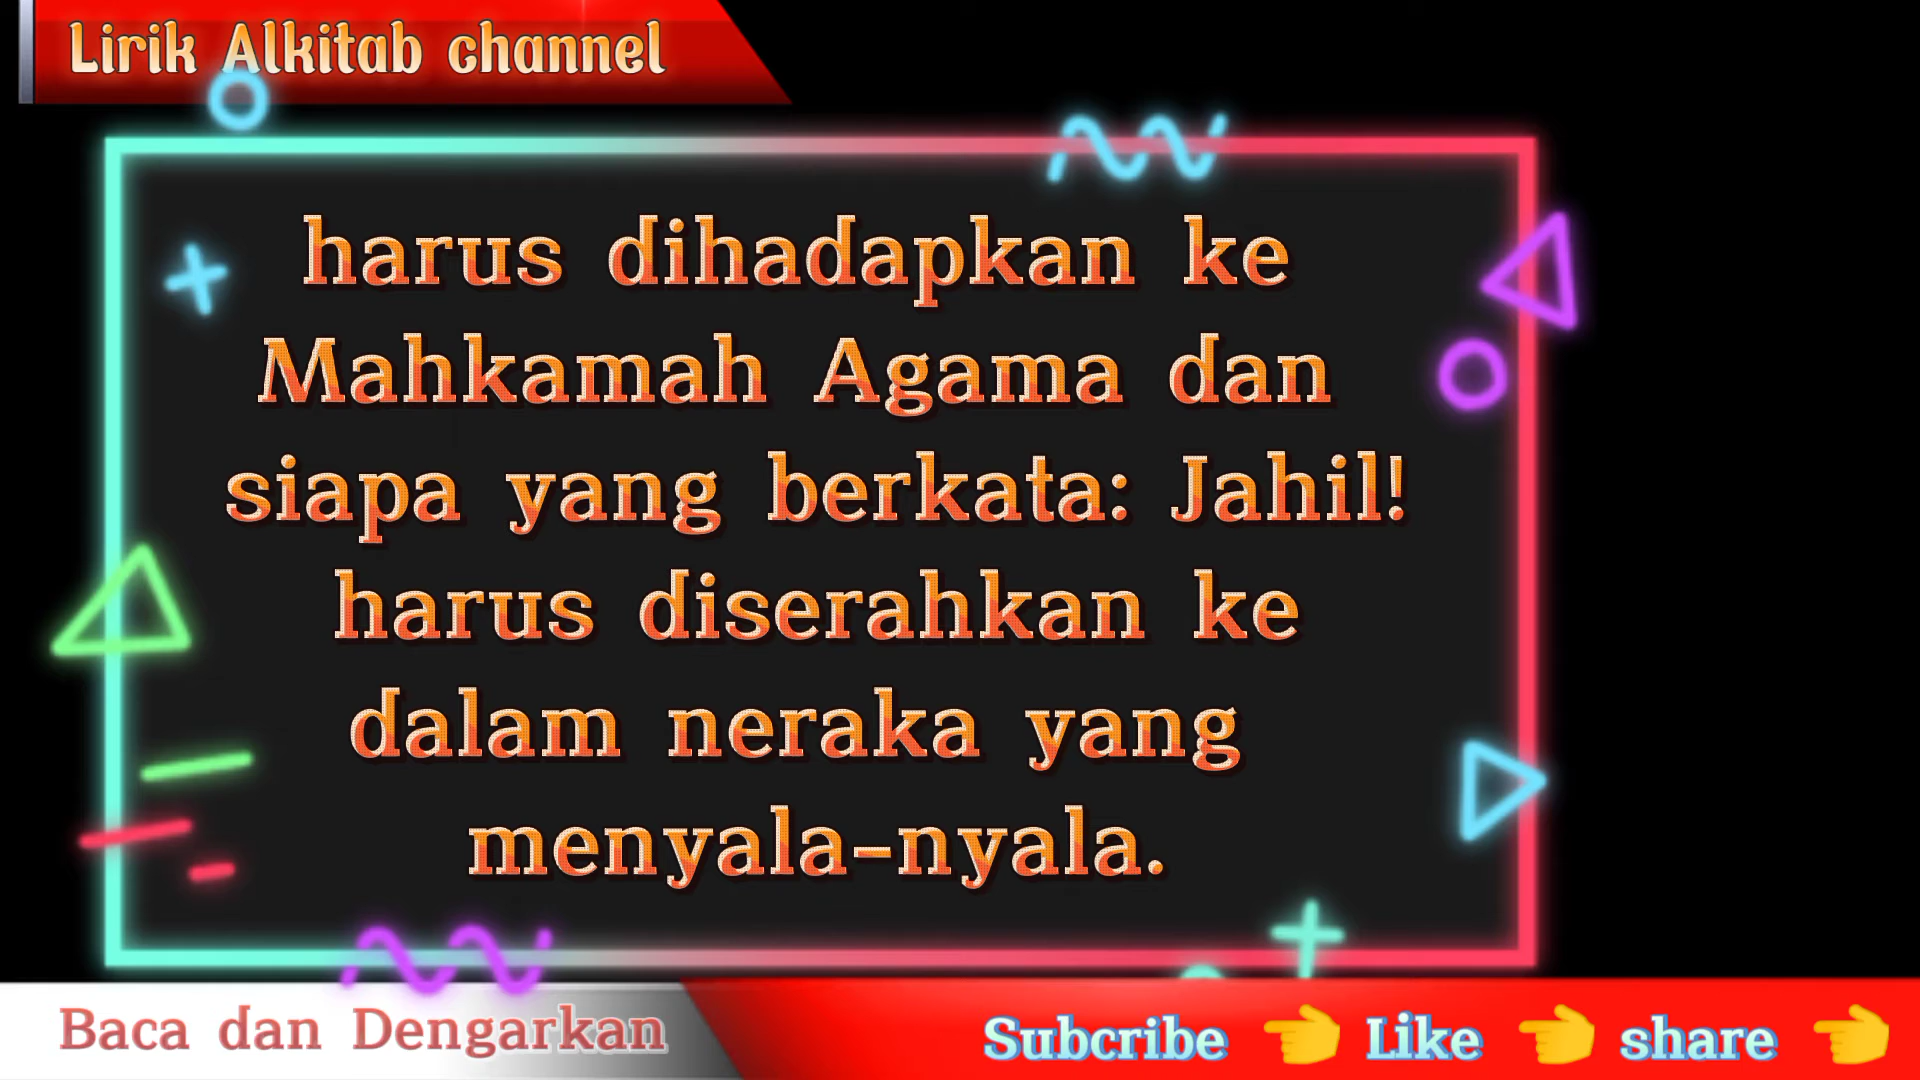 Lirik Alkitab channel
harus dihadapkan ke
Mahkamah Agama dan
siapa yang berkata: Jahil!
harus diserahkan ke
dalam neraka yang
menyala-nyala.
Baca dan Dengarkan
Subcribe 👈 Like 👈 share 👈